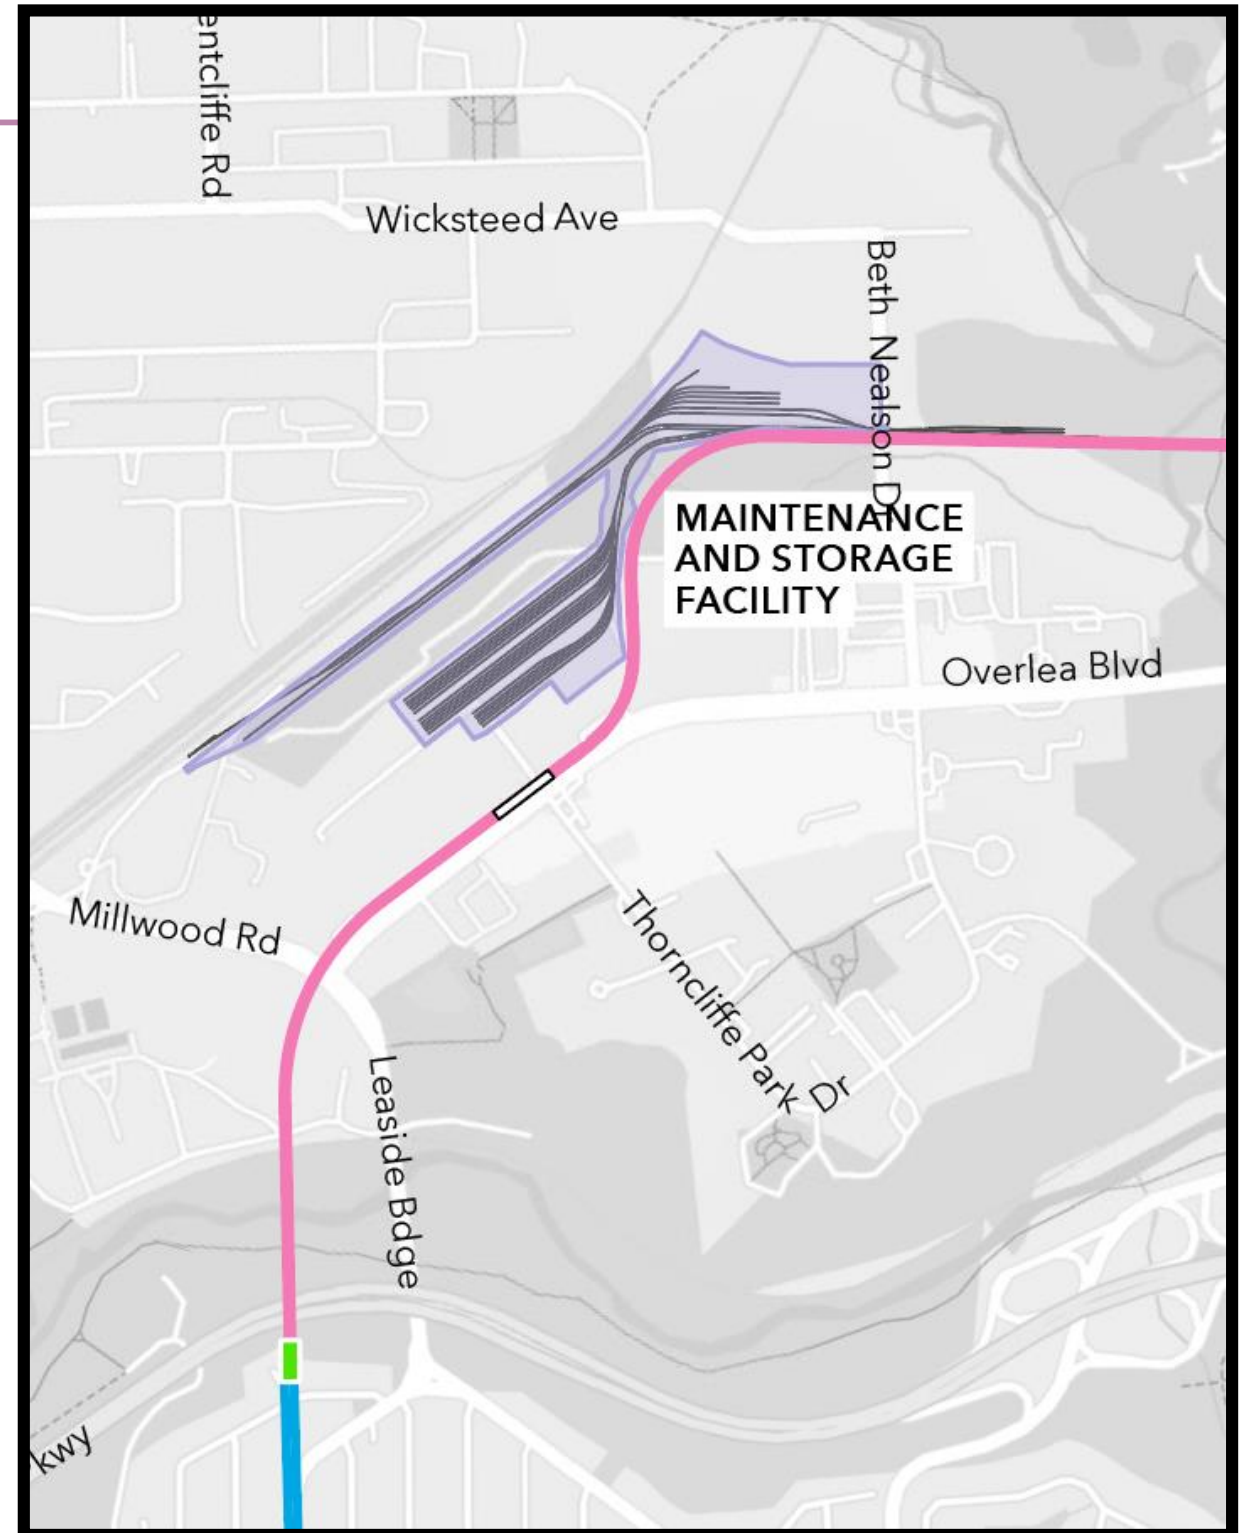 entcliffe Rd
Wicksteed Ave
Beth Nealson Dr
MAINTENANCE
AND STORAGE
FACILITY
Overlea Blvd
Millwood Rd
Thorncliffe Park Dr
Leaside Bdge
kwy